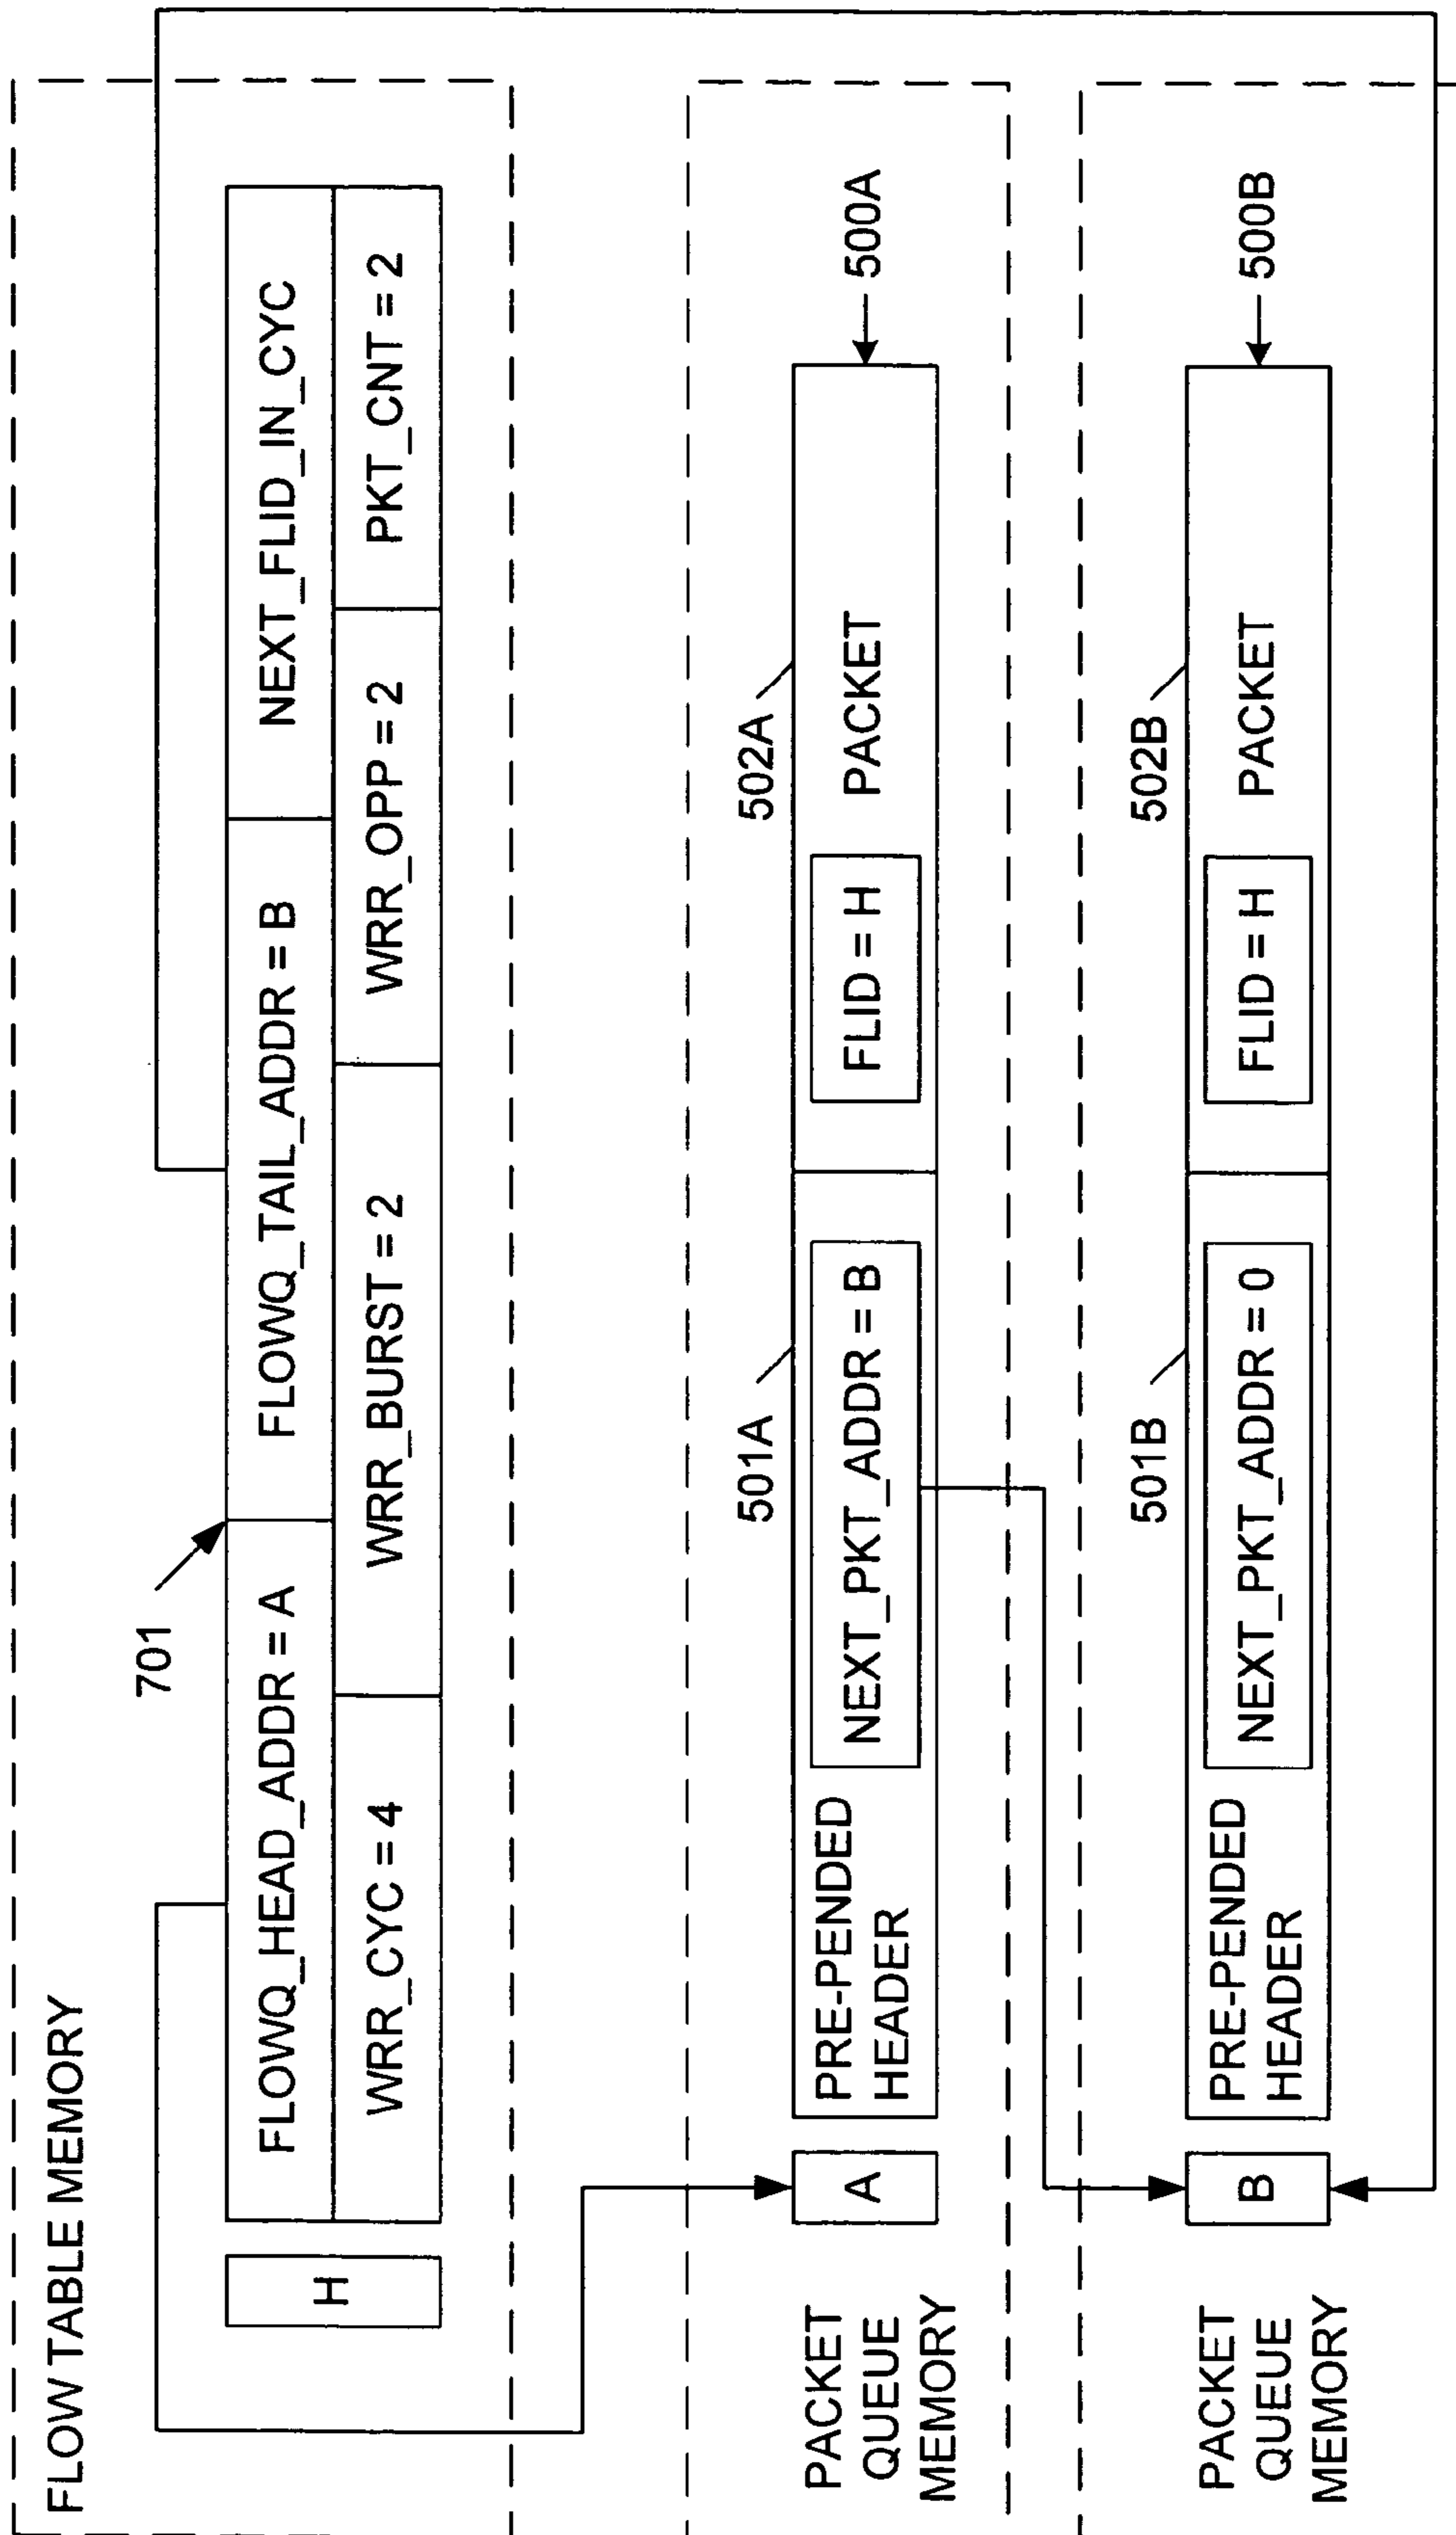 FLOW TABLE MEMORY
701
H
FLOWQ_HEAD_ADDR = A
FLOWQ_TAIL_ADDR = B
NEXT_FLID_IN_CYC
WRR_CYC = 4
WRR_BURST = 2
WRR_OPP = 2
PKT_CNT = 2
501A
502A
PACKET
QUEUE
MEMORY
A
PRE-PENDED
HEADER
NEXT_PKT_ADDR = B
FLID = H
PACKET
500A
501B
502B
PACKET
QUEUE
MEMORY
B
PRE-PENDED
HEADER
NEXT_PKT_ADDR = 0
FLID = H
PACKET
500B